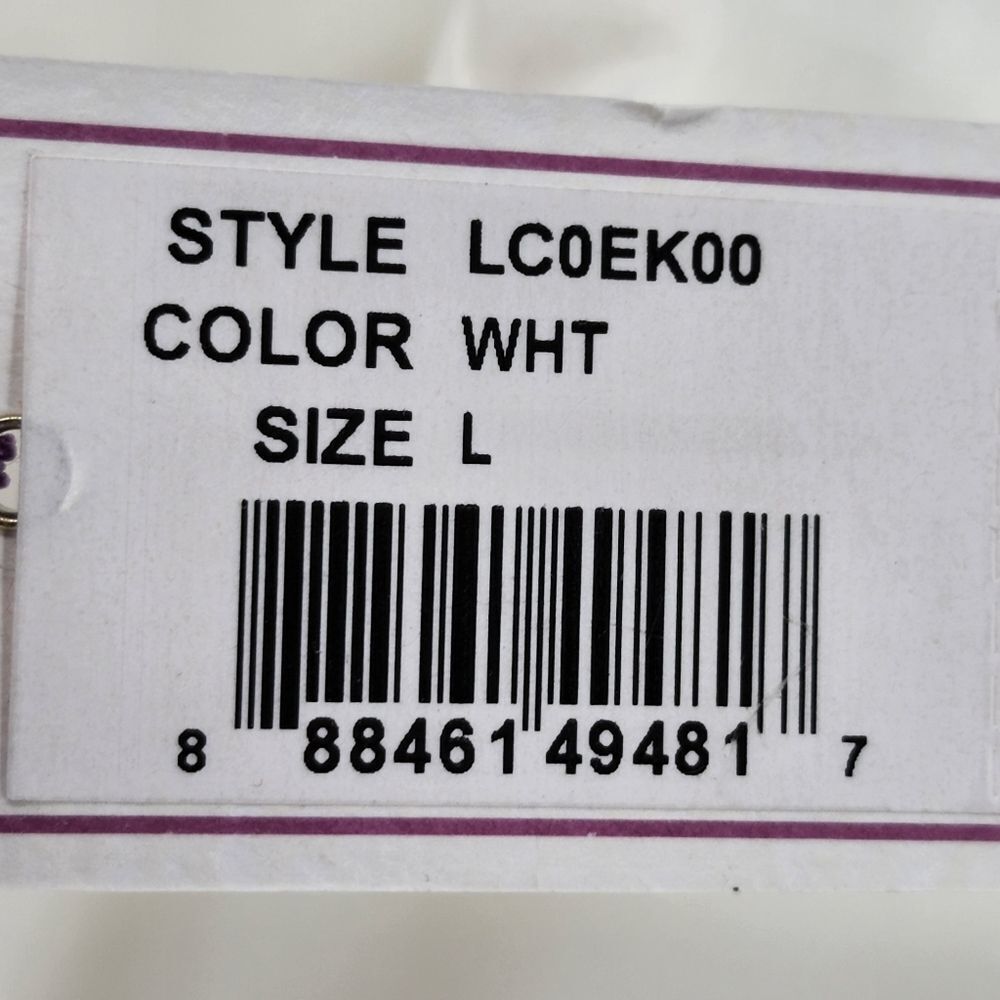 STYLE LC0EK00
COLOR WHT
SIZE L
8 88461 49481 7